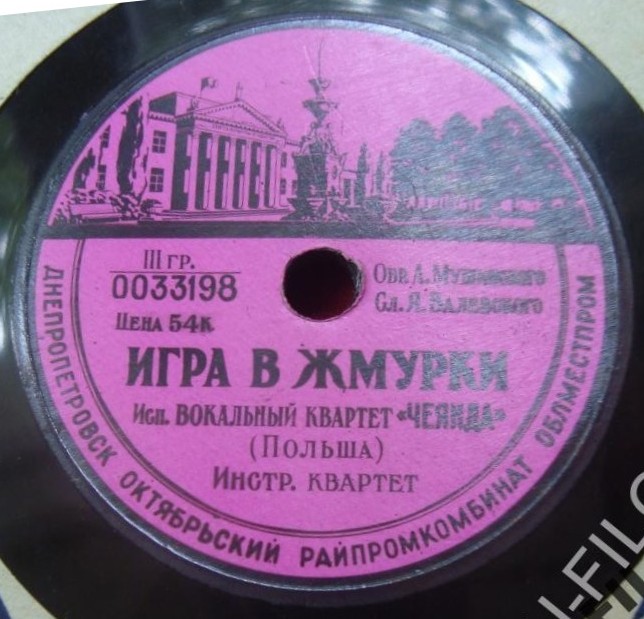 III ГР.
0033198
ЦЕНА 54К
ОБР. А. МУШИНСКОГО
СЛ. Я. ВАЛЕВСКОГО
ИГРА В ЖМУРКИ
ИСП. ВОКАЛЬНЫЙ КВАРТЕТ «ЧЕЯНДА»
(ПОЛЬША)
ИНСТР. КВАРТЕТ
ДНЕПРОПЕТРОВСК ОКТЯБРЬСКИЙ РАЙПРОМКОМБИНАТ ОБЛМЕСТПРОМ